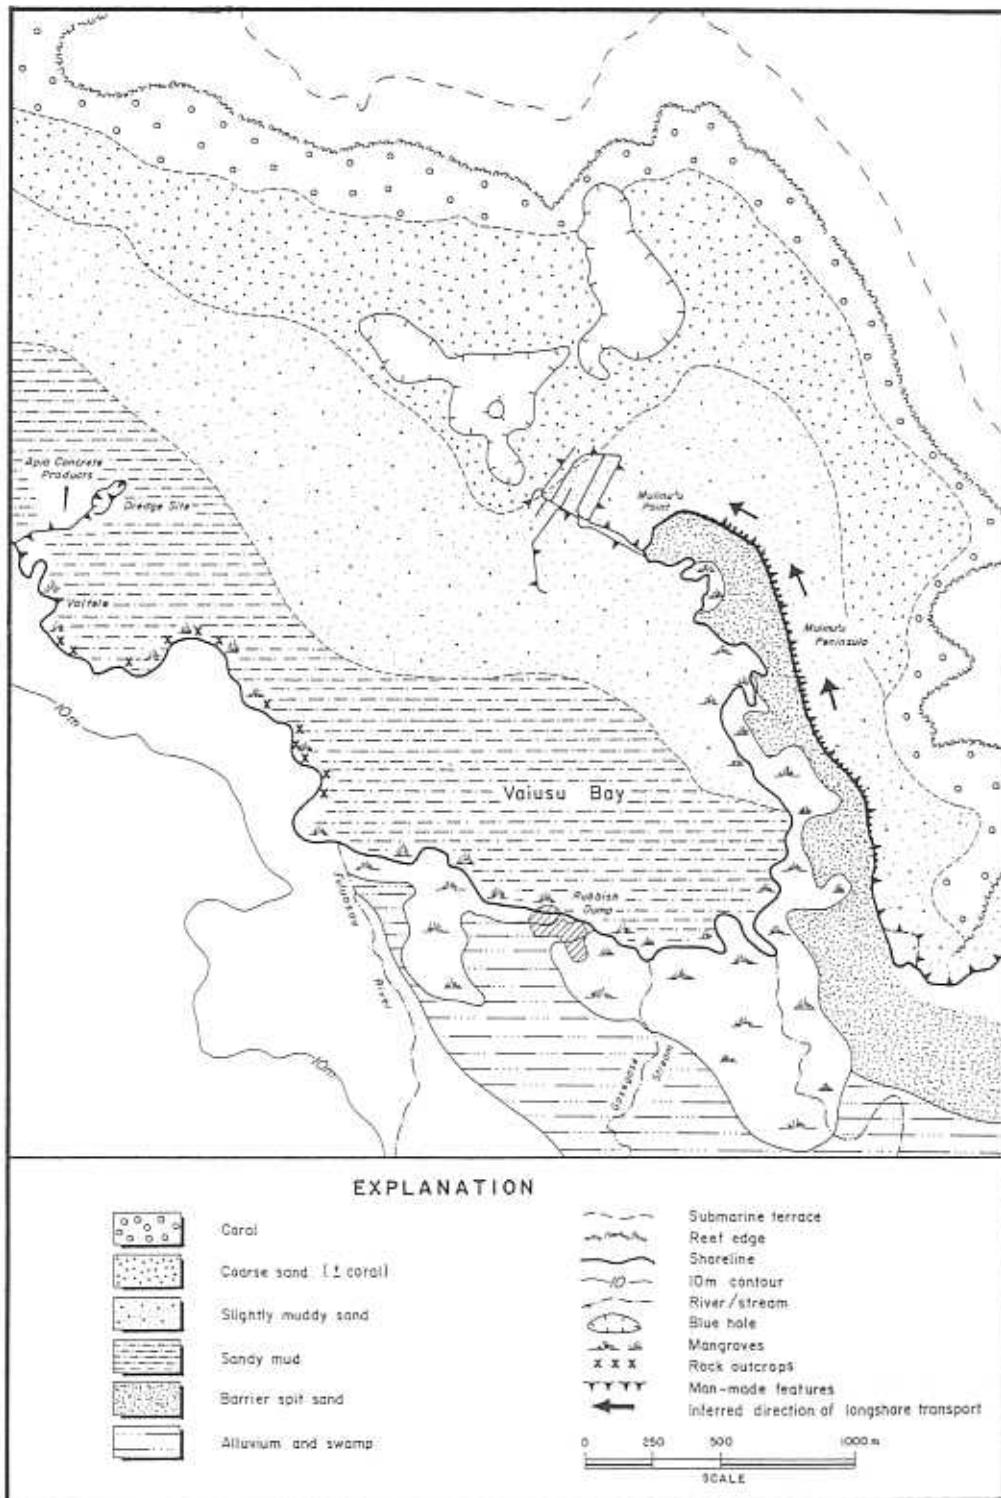 Apia Concrete
Products
Dredge Site
Vaitele
Mulinu'u
Point
Mulinu'u
Peninsula
10m
Vaiusu Bay
Rubbish
Dump
Fuluasou
River
10m
Gasegase
Stream
EXPLANATION
Coral
Coarse sand (± coral)
Slightly muddy sand
Sandy mud
Barrier spit sand
Alluvium and swamp
Submarine terrace
Reef edge
Shoreline
10 10m contour
River/stream
Blue hole
Mangroves
X X X Rock outcrops
Man-made features
Inferred direction of longshore transport
0 250 500 1000 m
SCALE